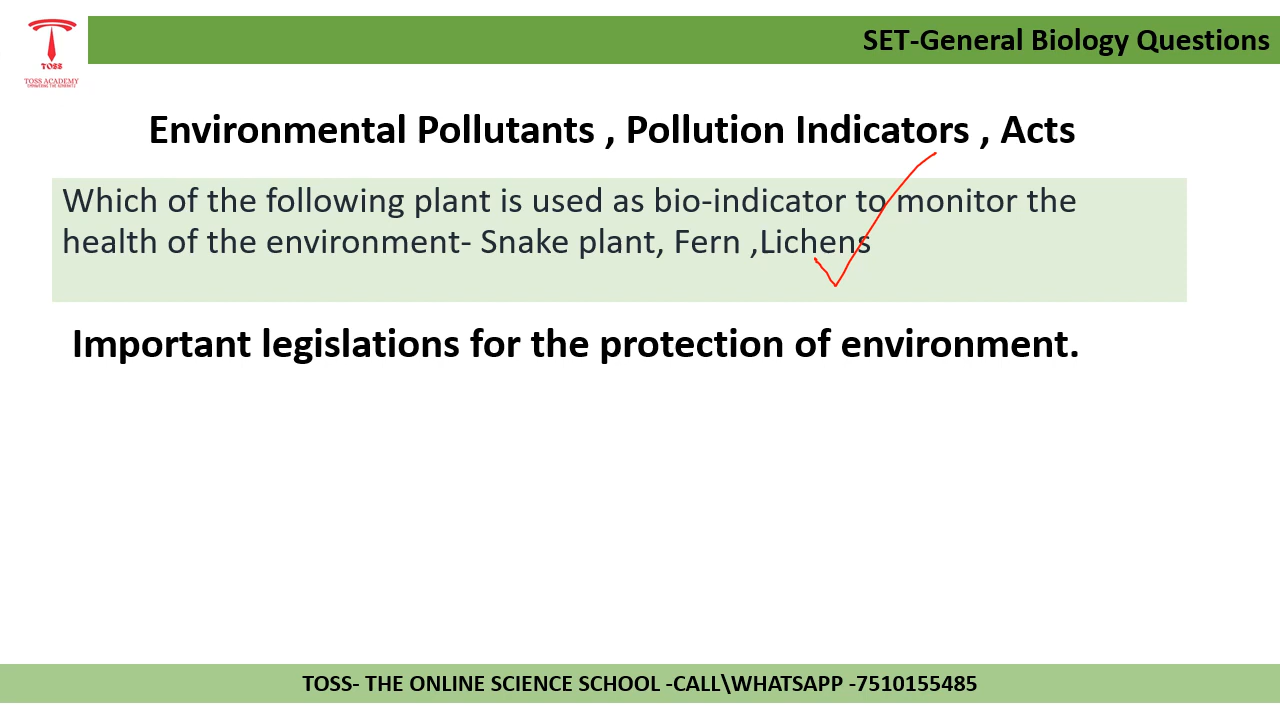 SET-General Biology Questions
TOSS
TOSS ACADEMY
Environmental Pollutants , Pollution Indicators , Acts
Which of the following plant is used as bio-indicator to monitor the
health of the environment- Snake plant, Fern ,Lichens
Important legislations for the protection of environment.
TOSS- THE ONLINE SCIENCE SCHOOL -CALL\WHATSAPP -7510155485